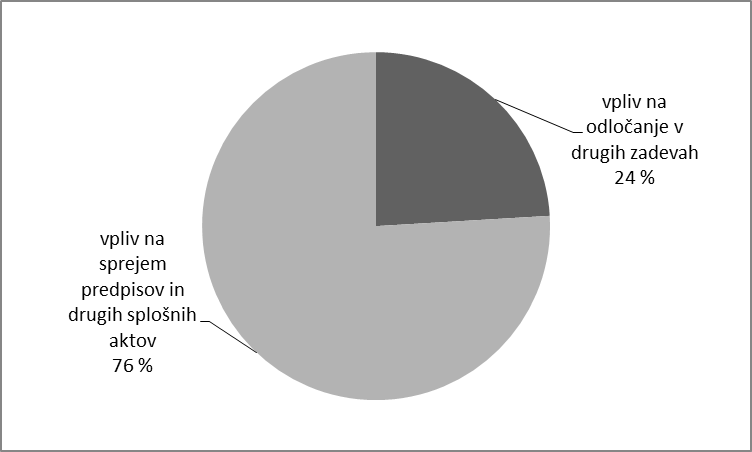 vpliv na
odločanje v
drugih zadevah
24 %
vpliv na
sprejem
predpisov in
drugih splošnih
aktov
76 %